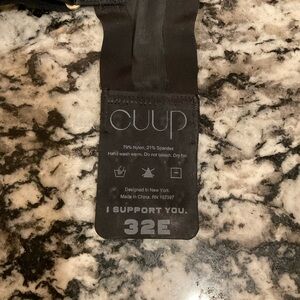 CUUP
79% Nylon, 21% Spandex
Hand wash warm. Do not bleach. Dry flat.
Designed in New York.
Made in China. RN 157397
I SUPPORT YOU.
32E